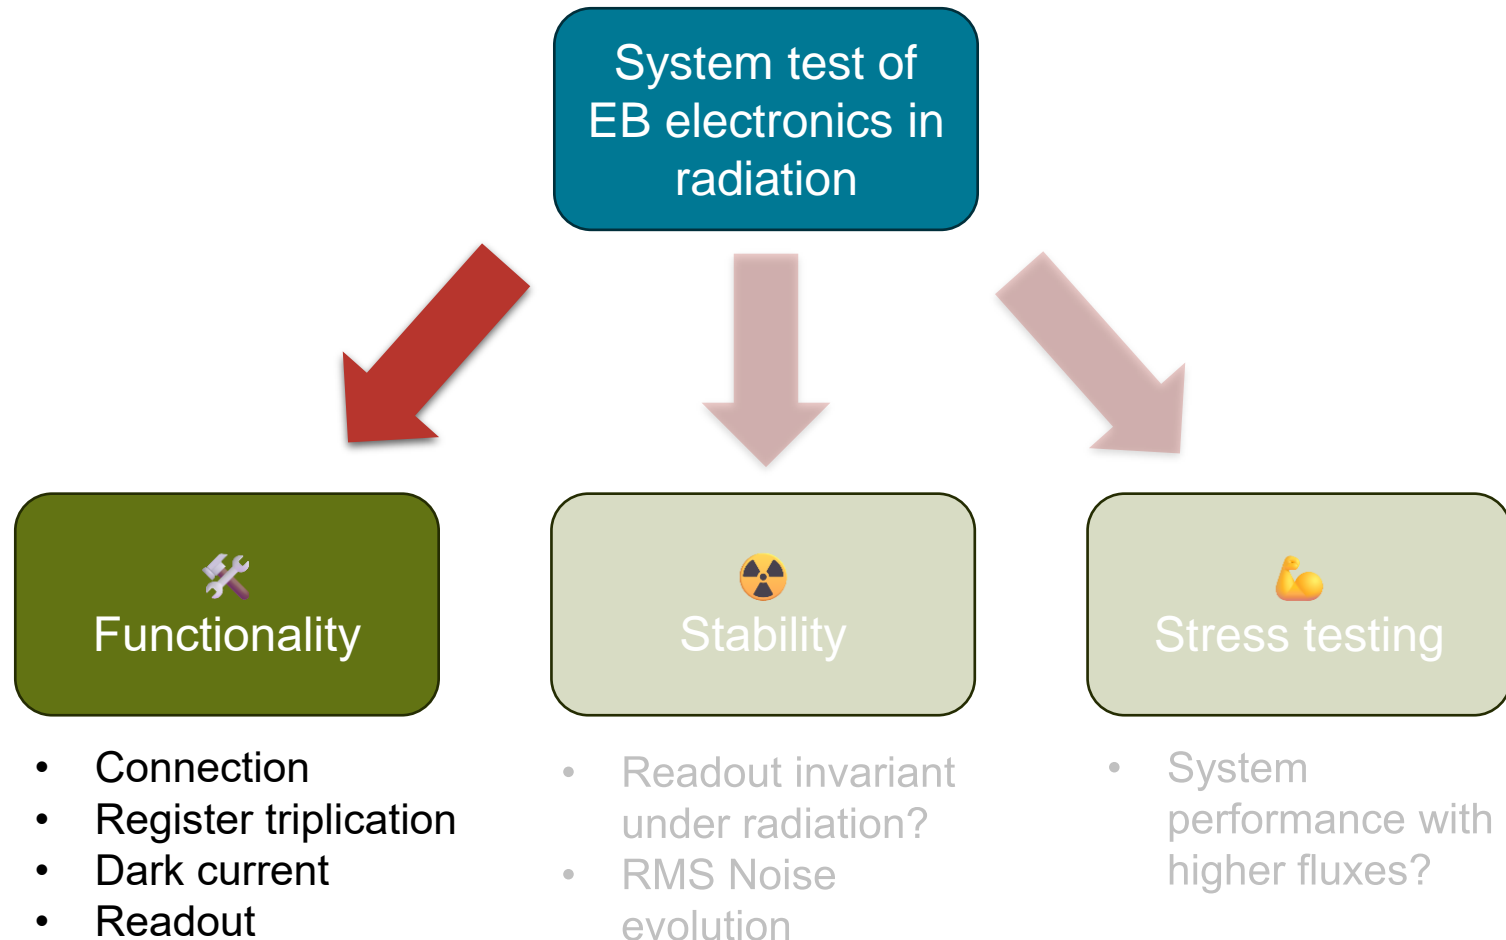 System test of
EB electronics in
radiation
Functionality
Stability
Stress testing
• Connection
• Register triplication
• Dark current
• Readout
• Readout invariant
under radiation?
• RMS Noise
evolution
• System
performance with
higher fluxes?